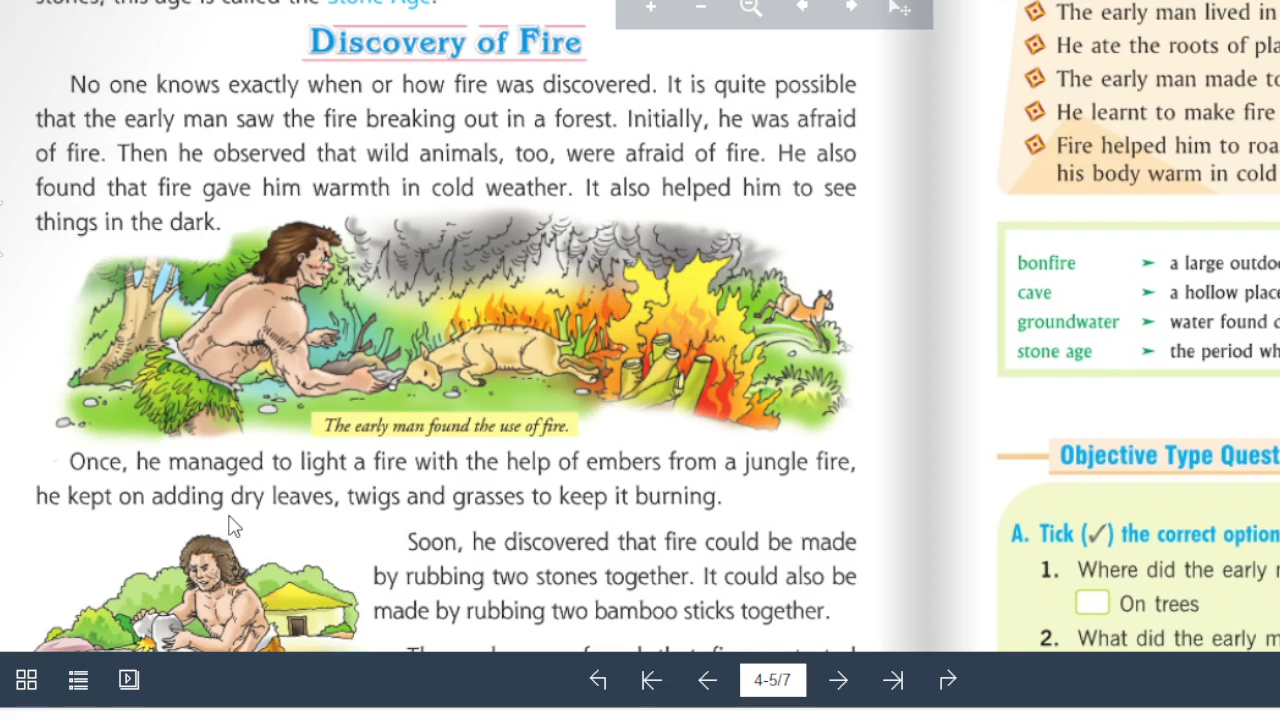 stones, this age is called the Stone Age.
Discovery of Fire
No one knows exactly when or how fire was discovered. It is quite possible
that the early man saw the fire breaking out in a forest. Initially, he was afraid
of fire. Then he observed that wild animals, too, were afraid of fire. He also
found that fire gave him warmth in cold weather. It also helped him to see
things in the dark.
The early man found the use of fire.
Once, he managed to light a fire with the help of embers from a jungle fire,
he kept on adding dry leaves, twigs and grasses to keep it burning.
Soon, he discovered that fire could be made
by rubbing two stones together. It could also be
made by rubbing two bamboo sticks together.
The early man lived in
He ate the roots of
The early man made
He learnt to make fire
Fire helped him to
his body warm in cold
bonfire ➤ a large
cave ➤ a hollow place
groundwater ➤ water found
stone age ➤ the period
Objective Type
A. Tick (✓) the correct option
1. Where did the early
On trees
2. What did the early
4-5/7